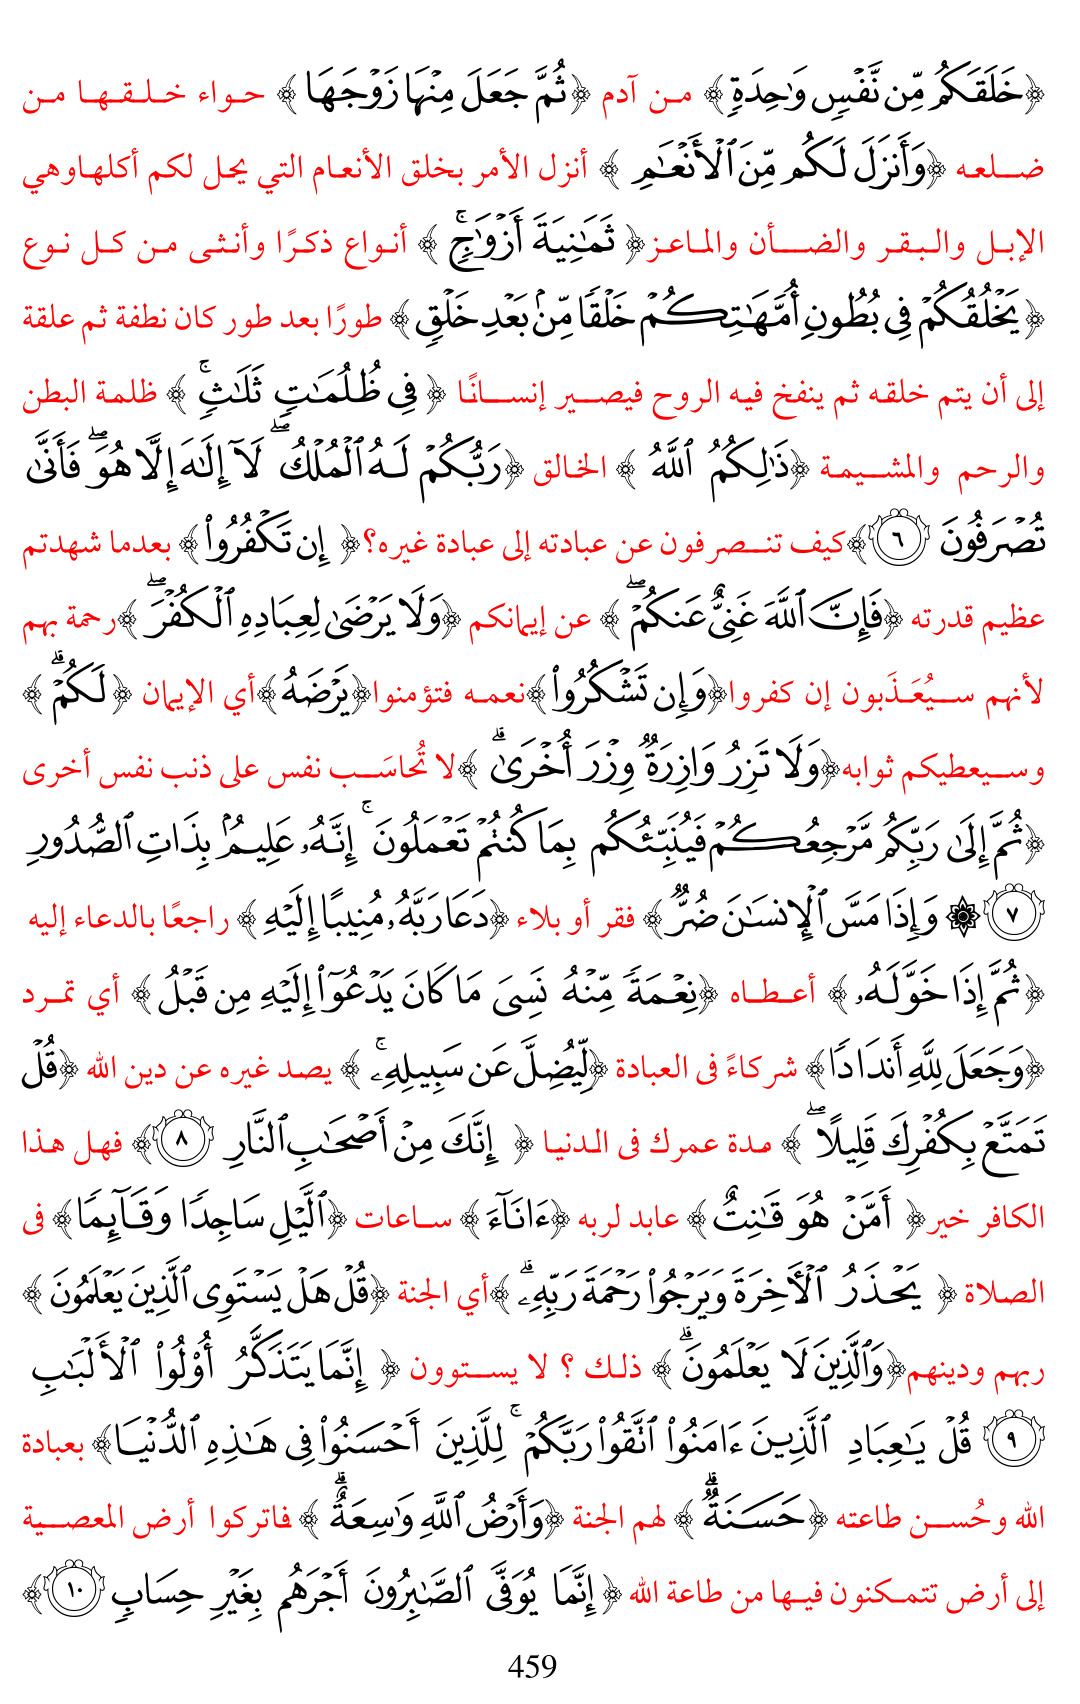 ﴿خَلَقَكُم مِّن نَّفْسٍ وَٰحِدَةٍ﴾ من آدم ﴿ثُمَّ جَعَلَ مِنْهَا زَوْجَهَا﴾ حواء خلقها من
ضلعه ﴿وَأَنزَلَ لَكُم مِّنَ ٱلْأَنْعَٰمِ﴾ أنزل الأمر بخلق الأنعام التي يحل لكم أكلهاوهي
الإبل والبقر والضأن والماعز﴿ثَمَٰنِيَةَ أَزْوَٰجٍۚ﴾ أنواع ذكرًا وأنثى من كل نوع
﴿يَخْلُقُكُمْ فِى بُطُونِ أُمَّهَٰتِكُمْ خَلْقًا مِّنۢ بَعْدِ خَلْقٍ﴾ طورًا بعد طور كان نطفة ثم علقة
إلى أن يتم خلقه ثم ينفخ فيه الروح فيصير إنسانًا ﴿فِى ظُلُمَٰتٍ ثَلَٰثٍۚ﴾ ظلمة البطن
والرحم والمشيمة ﴿ذَٰلِكُمُ ٱللَّهُ﴾ الخالق ﴿رَبُّكُمْ لَهُ ٱلْمُلْكُۖ لَآ إِلَٰهَ إِلَّا هُوَۖ فَأَنَّىٰ
تُصْرَفُونَ ٦﴾كيف تنصرفون عن عبادته إلى عبادة غيره؟﴿إِن تَكْفُرُوا۟﴾ بعدما شهدتم
عظيم قدرته ﴿فَإِنَّ ٱللَّهَ غَنِىٌّ عَنكُمْۖ﴾ عن إيمانكم ﴿وَلَا يَرْضَىٰ لِعِبَادِهِ ٱلْكُفْرَۖ﴾رحمة بهم
لأنهم سيُعَذَبون إن كفروا﴿وَإِن تَشْكُرُوا۟﴾نعمه فتؤمنوا﴿يَرْضَهُ﴾أي الإيمان ﴿لَكُمْۗ﴾
وسيعطيكم ثوابه﴿وَلَا تَزِرُ وَازِرَةٌ وِزْرَ أُخْرَىٰۗ﴾لا تُحاسَب نفس على ذنب نفس أخرى
﴿ثُمَّ إِلَىٰ رَبِّكُم مَّرْجِعُكُمْ فَيُنَبِّئُكُم بِمَا كُنتُمْ تَعْمَلُونَۚ إِنَّهُۥ عَلِيمٌۢ بِذَاتِ ٱلصُّدُورِ
٧﴾ ۞ وَإِذَا مَسَّ ٱلْإِنسَٰنَ ضُرٌّ﴾ فقر أو بلاء ﴿دَعَا رَبَّهُۥ مُنِيبًا إِلَيْهِ﴾ راجعًا بالدعاء إليه
﴿ثُمَّ إِذَا خَوَّلَهُۥ﴾ أعطاه ﴿نِعْمَةً مِّنْهُ نَسِىَ مَا كَانَ يَدْعُوٓا۟ إِلَيْهِ مِن قَبْلُ﴾ أي تمرد
﴿وَجَعَلَ لِلَّهِ أَندَادًا﴾ شركاءً فى العبادة ﴿لِّيُضِلَّ عَن سَبِيلِهِۦۚ﴾ يصد غيره عن دين الله ﴿قُلْ
تَمَتَّعْ بِكُفْرِكَ قَلِيلًاۖ﴾ مدة عمرك فى الدنيا ﴿إِنَّكَ مِنْ أَصْحَٰبِ ٱلنَّارِ ٨﴾ فهل هذا
الكافر خير﴿أَمَّنْ هُوَ قَٰنِتٌ﴾ عابد لربه ﴿ءَانَآءَ﴾ ساعات ﴿ٱلَّيْلِ سَاجِدًا وَقَآئِمًا﴾ فى
الصلاة ﴿يَحْذَرُ ٱلْأَخِرَةَ وَيَرْجُوا۟ رَحْمَةَ رَبِّهِۦۗ﴾أي الجنة ﴿قُلْ هَلْ يَسْتَوِى ٱلَّذِينَ يَعْلَمُونَ﴾
ربهم ودينهم﴿وَٱلَّذِينَ لَا يَعْلَمُونَۗ﴾ ذلك ؟ لا يستوون ﴿إِنَّمَا يَتَذَكَّرُ أُو۟لُوا۟ ٱلْأَلْبَٰبِ
٩ قُلْ يَٰعِبَادِ ٱلَّذِينَ ءَامَنُوا۟ ٱتَّقُوا۟ رَبَّكُمْۚ لِلَّذِينَ أَحْسَنُوا۟ فِى هَٰذِهِ ٱلدُّنْيَا﴾ بعبادة
الله وحُسن طاعته ﴿حَسَنَةٌۗ﴾ لهم الجنة ﴿وَأَرْضُ ٱللَّهِ وَٰسِعَةٌۗ﴾ فاتركوا أرض المعصية
إلى أرض تتمكنون فيها من طاعة الله ﴿إِنَّمَا يُوَفَّى ٱلصَّٰبِرُونَ أَجْرَهُم بِغَيْرِ حِسَابٍ ١٠﴾
459